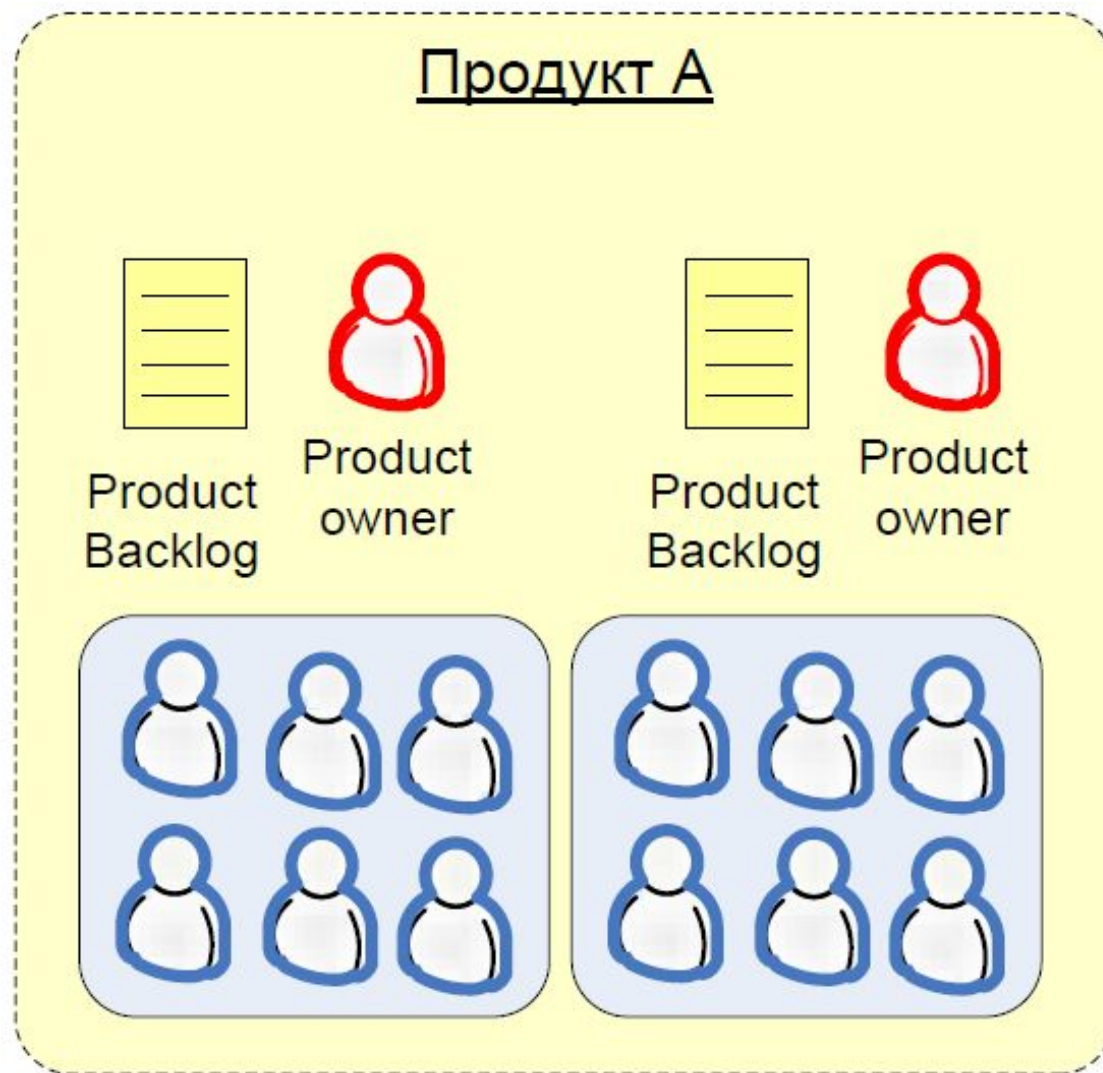 Продукт А
Product
owner
Product
Backlog
Product
owner
Product
Backlog